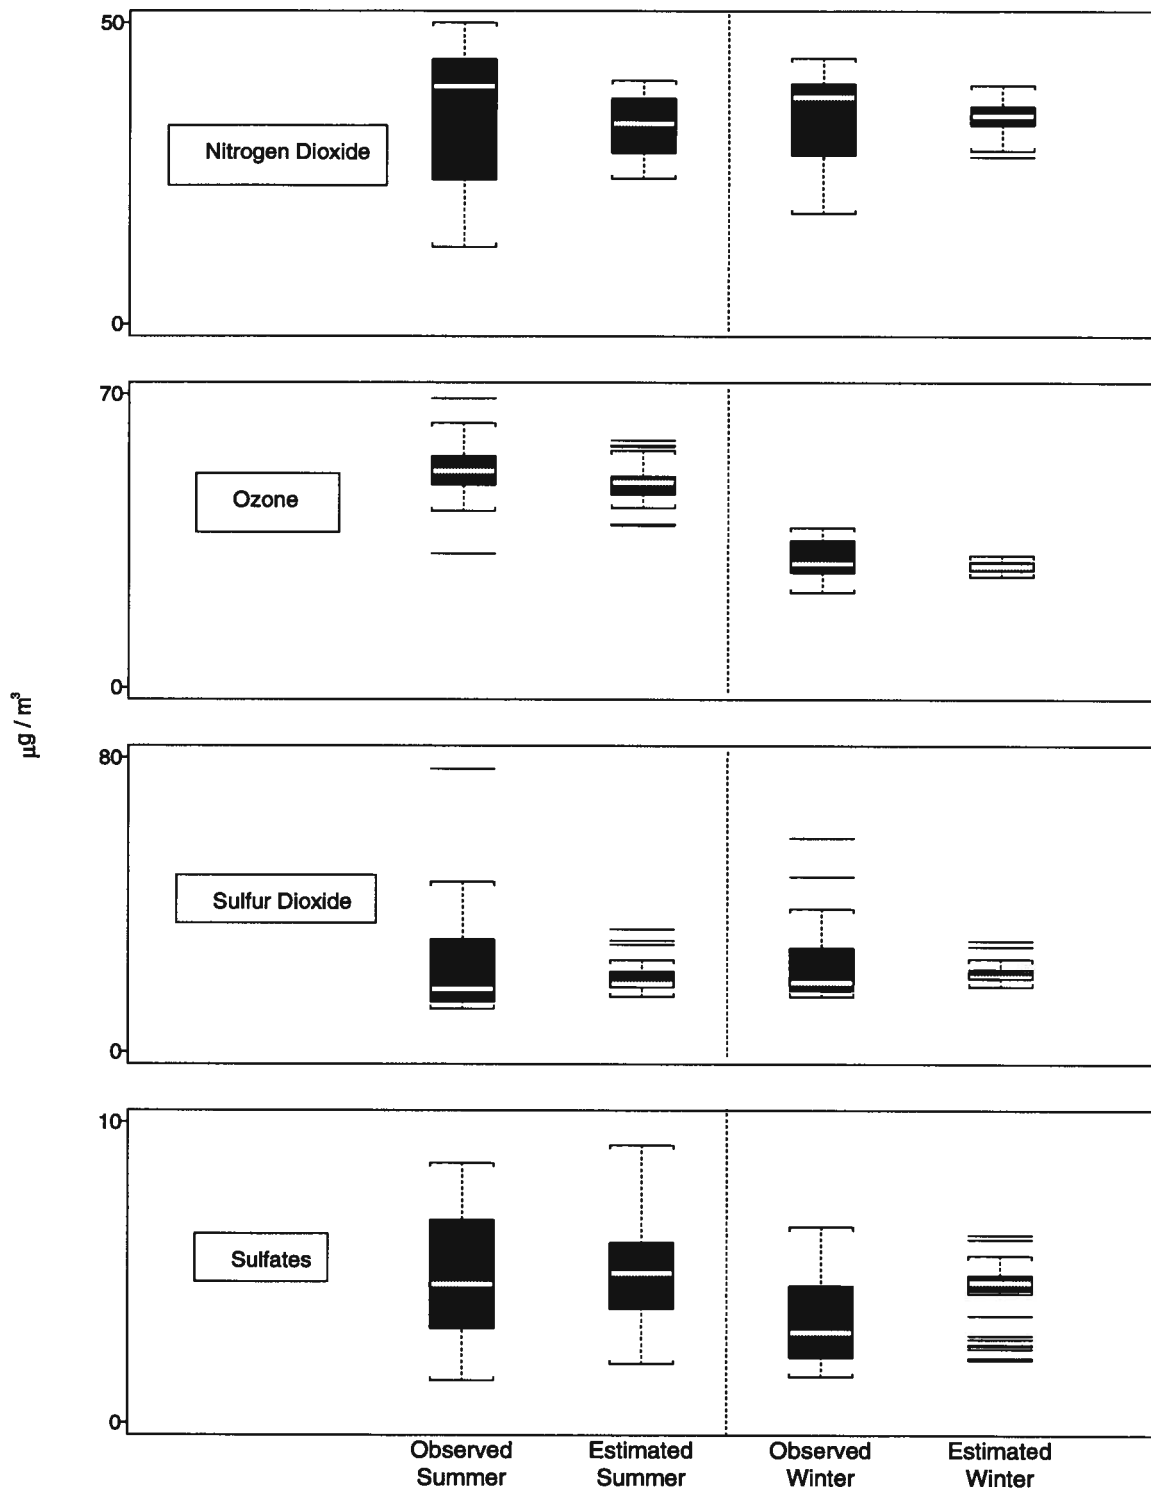 50
Nitrogen Dioxide
0
70
Ozone
0
µg / m³
80
Sulfur Dioxide
0
10
Sulfates
0
Observed Summer
Estimated Summer
Observed Winter
Estimated Winter